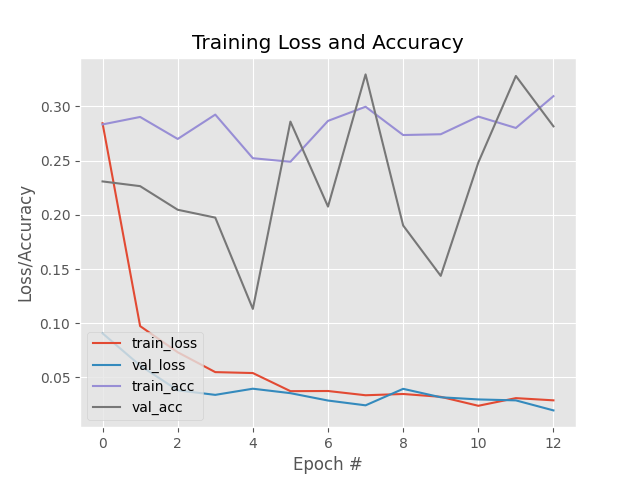 Training Loss and Accuracy
Loss/Accuracy
0.30
0.25
0.20
0.15
0.10
0.05
train_loss
val_loss
train_acc
val_acc
0 2 4 6 8 10 12
Epoch #